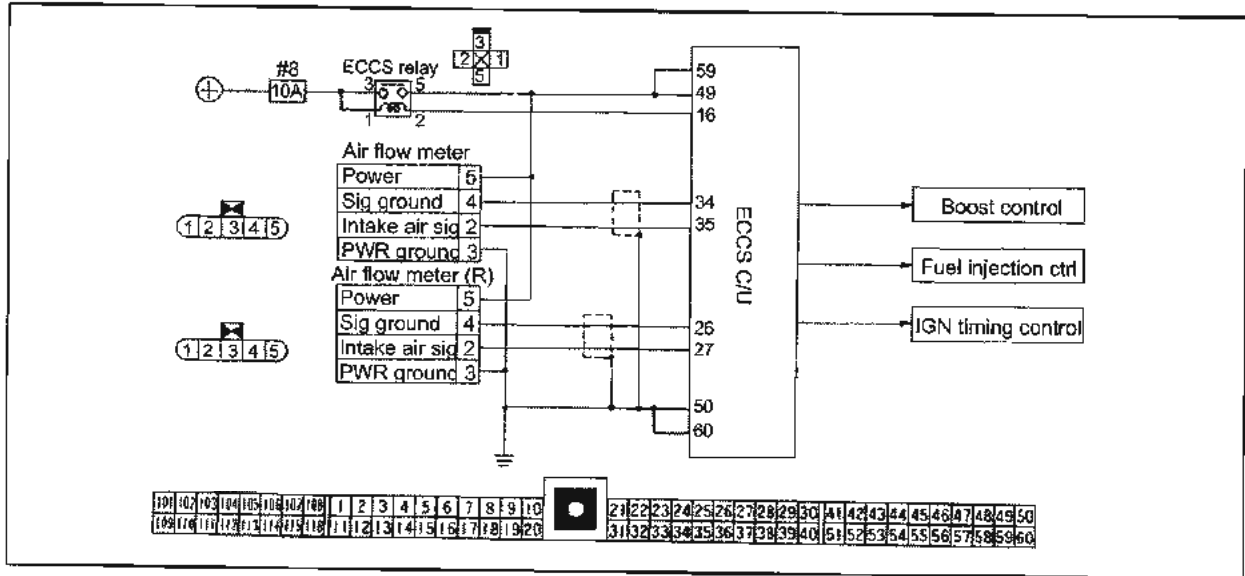 3
2 1
5
#8
10A
ECCS relay
3 5
1 2
59
49
16
Air flow meter
Power 5
Sig ground 4
Intake air sig 2
PWR ground 3
34
35
1 2 3 4 5
Air flow meter (R)
Power 5
Sig ground 4
Intake air sig 2
PWR ground 3
26
27
1 2 3 4 5
50
60
ECCS C/U
Boost control
Fuel injection ctrl
IGN timing control
101 102 103 104 105 106 107 108 1 2 3 4 5 6 7 8 9 10 21 22 23 24 25 26 27 28 29 30 41 42 43 44 45 46 47 48 49 50
109 110 111 112 113 114 115 116 11 12 13 14 15 16 17 18 19 20 31 32 33 34 35 36 37 38 39 40 51 52 53 54 55 56 57 58 59 60